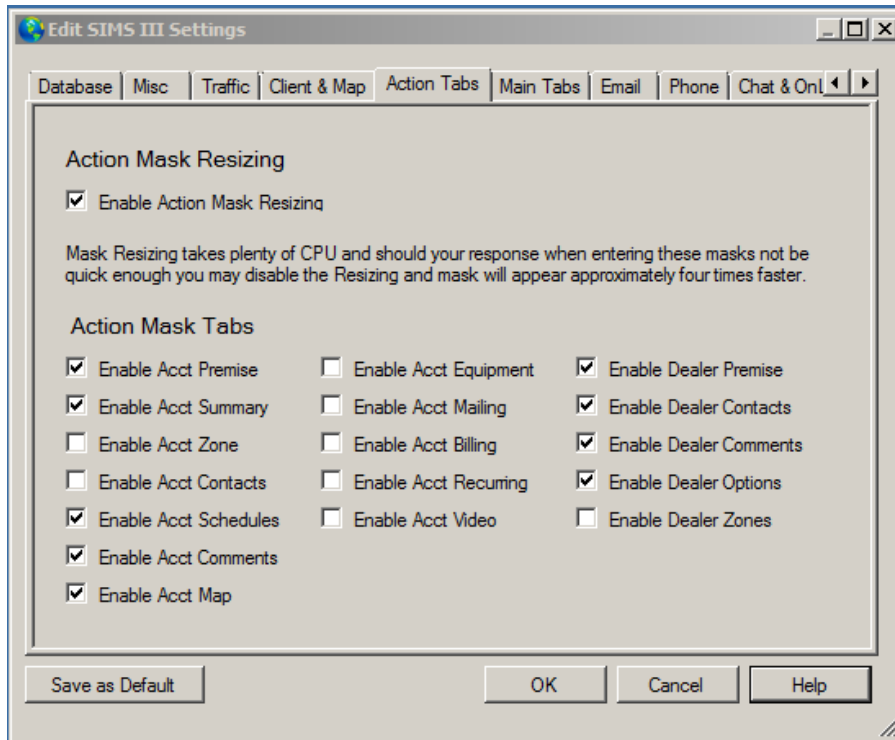 Edit SIMS III Settings
Database Misc Traffic Client & Map Action Tabs Main Tabs Email Phone Chat & OnL
Action Mask Resizing
Enable Action Mask Resizing
Mask Resizing takes plenty of CPU and should your response when entering these masks not be
quick enough you may disable the Resizing and mask will appear approximately four times faster.
Action Mask Tabs
Enable Acct Premise Enable Acct Equipment Enable Dealer Premise
Enable Acct Summary Enable Acct Mailing Enable Dealer Contacts
Enable Acct Zone Enable Acct Billing Enable Dealer Comments
Enable Acct Contacts Enable Acct Recurring Enable Dealer Options
Enable Acct Schedules Enable Acct Video Enable Dealer Zones
Enable Acct Comments
Enable Acct Map
Save as Default OK Cancel Help